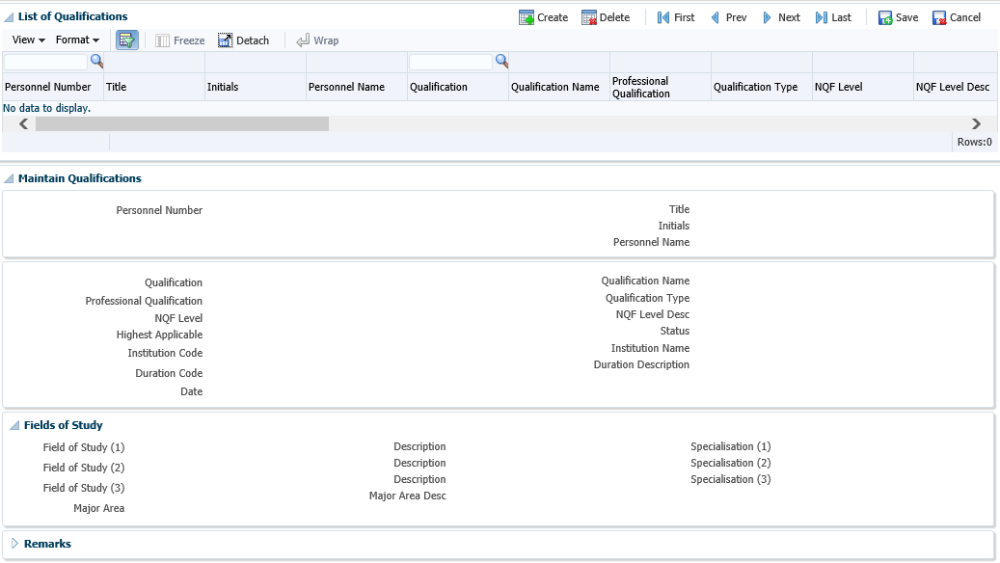 List of Qualifications Create Delete First Prev Next Last Save Cancel
View Format Freeze Detach Wrap
Personnel Number Title Initials Personnel Name Qualification Qualification Name Professional Qualification Qualification Type NQF Level NQF Level Desc
No data to display.
Rows:0
Maintain Qualifications
Personnel Number Title
Initials
Personnel Name
Qualification Qualification Name
Professional Qualification Qualification Type
NQF Level NQF Level Desc
Highest Applicable Status
Institution Code Institution Name
Duration Code Duration Description
Date
Fields of Study
Field of Study (1) Description Specialisation (1)
Field of Study (2) Description Specialisation (2)
Field of Study (3) Description Specialisation (3)
Major Area Major Area Desc
Remarks